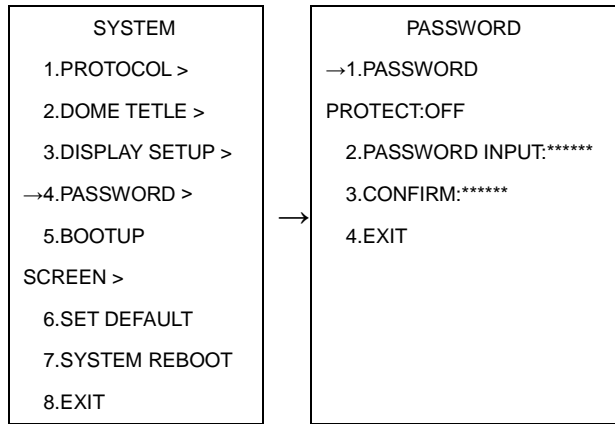 SYSTEM
1.PROTOCOL >
2.DOME TETLE >
3.DISPLAY SETUP >
→4.PASSWORD >
5.BOOTUP
SCREEN >
6.SET DEFAULT
7.SYSTEM REBOOT
8.EXIT
→
PASSWORD
→1.PASSWORD
PROTECT:OFF
2.PASSWORD INPUT:******
3.CONFIRM:******
4.EXIT